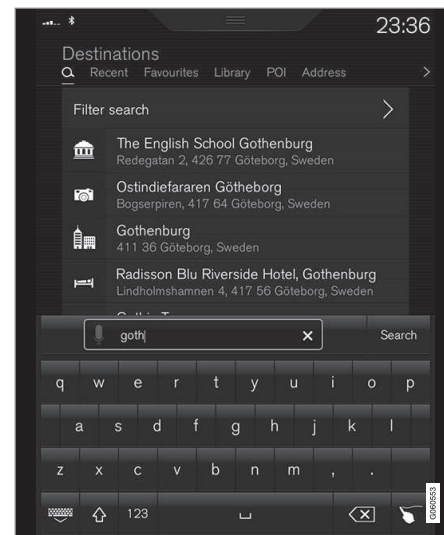 23:36
Destinations
Recent Favourites Library POI Address
Filter search
The English School Gothenburg
Redegatan 2, 426 77 Göteborg, Sweden
Ostindiefararen Götheborg
Bogserpiren, 417 64 Göteborg, Sweden
Gothenburg
411 36 Göteborg, Sweden
Radisson Blu Riverside Hotel, Gothenburg
Lindholmshamnen 4, 417 56 Göteborg, Sweden
goth Search
q w e r t y u i o p
a s d f g h j k l
z x c v b n m , .
123
G060553